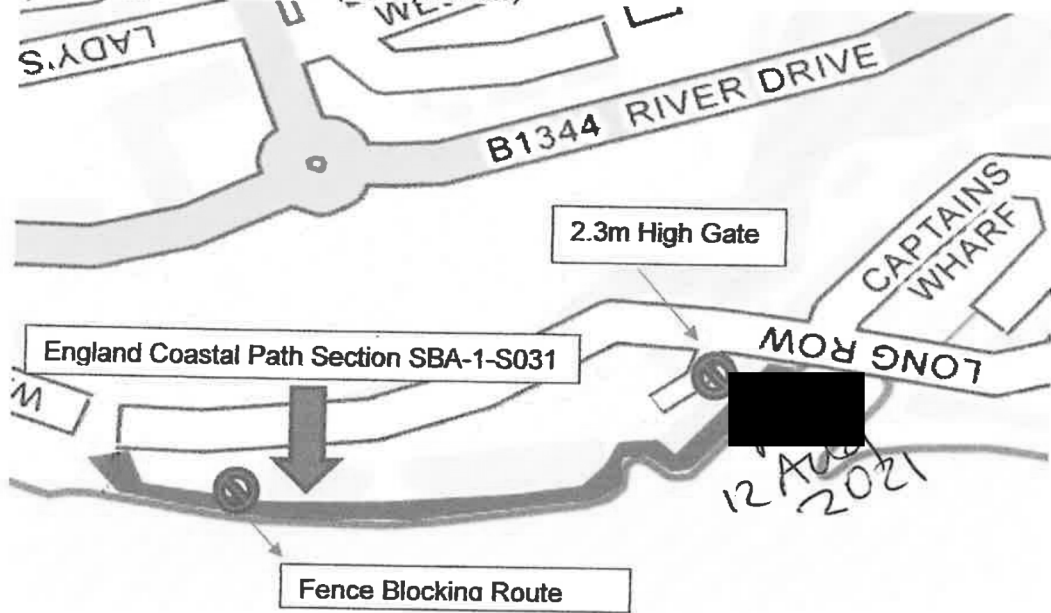 LADY'S
B1344 RIVER DRIVE
2.3m High Gate
CAPTAINS
WHARF
England Coastal Path Section SBA-1-S031
LONG ROW
12
2021
Fence Blocking Route